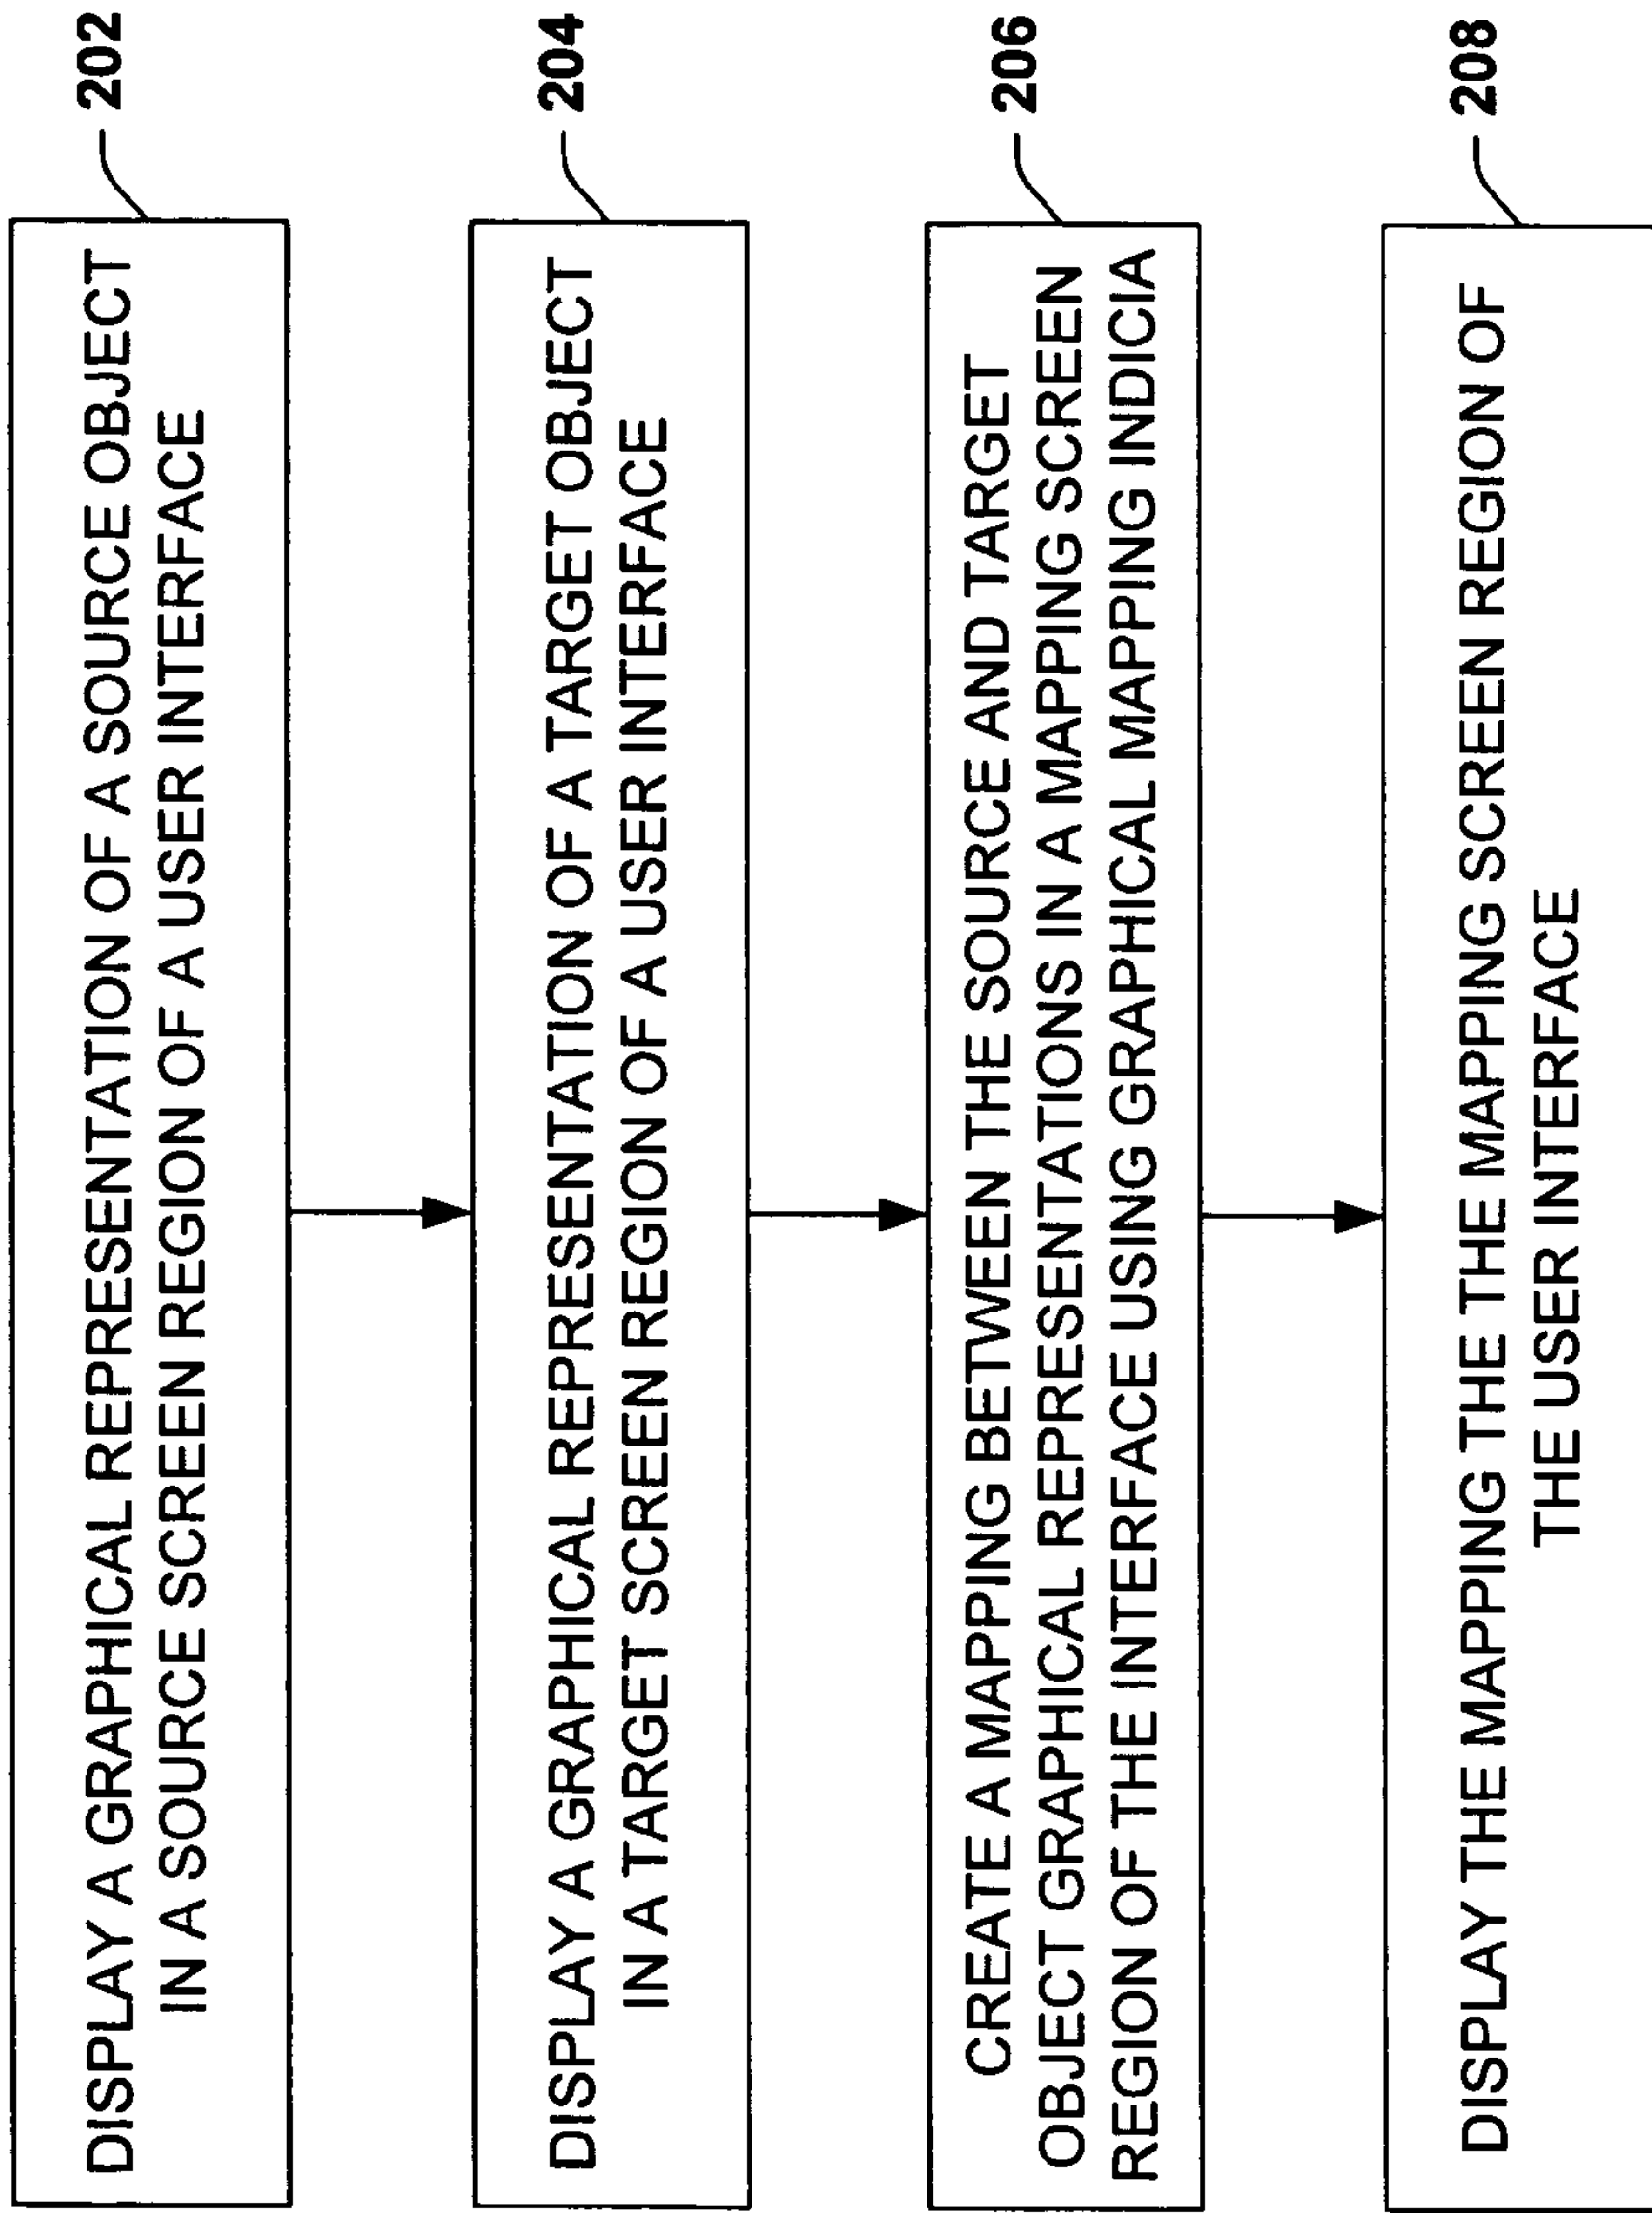 DISPLAY A GRAPHICAL REPRESENTATION OF A SOURCE OBJECT
IN A SOURCE SCREEN REGION OF A USER INTERFACE
202
DISPLAY A GRAPHICAL REPRESENTATION OF A TARGET OBJECT
IN A TARGET SCREEN REGION OF A USER INTERFACE
204
CREATE A MAPPING BETWEEN THE SOURCE AND TARGET
OBJECT GRAPHICAL REPRESENTATIONS IN A MAPPING SCREEN
REGION OF THE INTERFACE USING GRAPHICAL MAPPING INDICIA
206
DISPLAY THE MAPPING THE THE MAPPING SCREEN REGION OF
THE USER INTERFACE
208